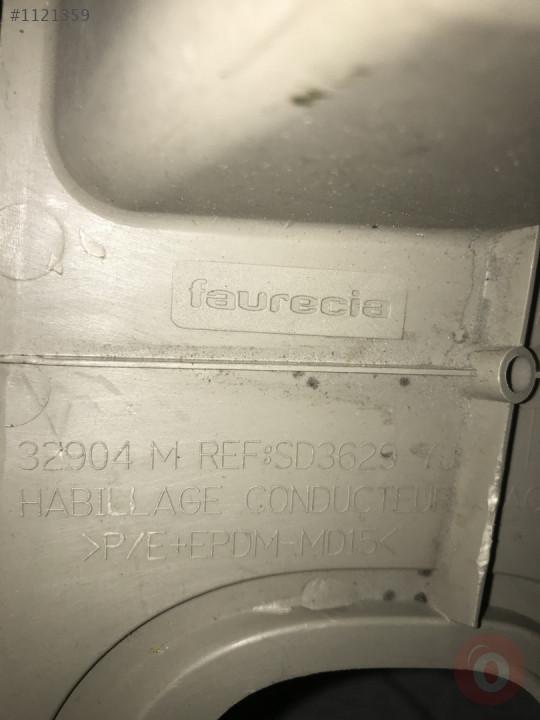 #1121359
faurecia
32904 M REF:SD3629
HABILLAGE CONDUCTEUR
>P/E+EPDM-MD15<